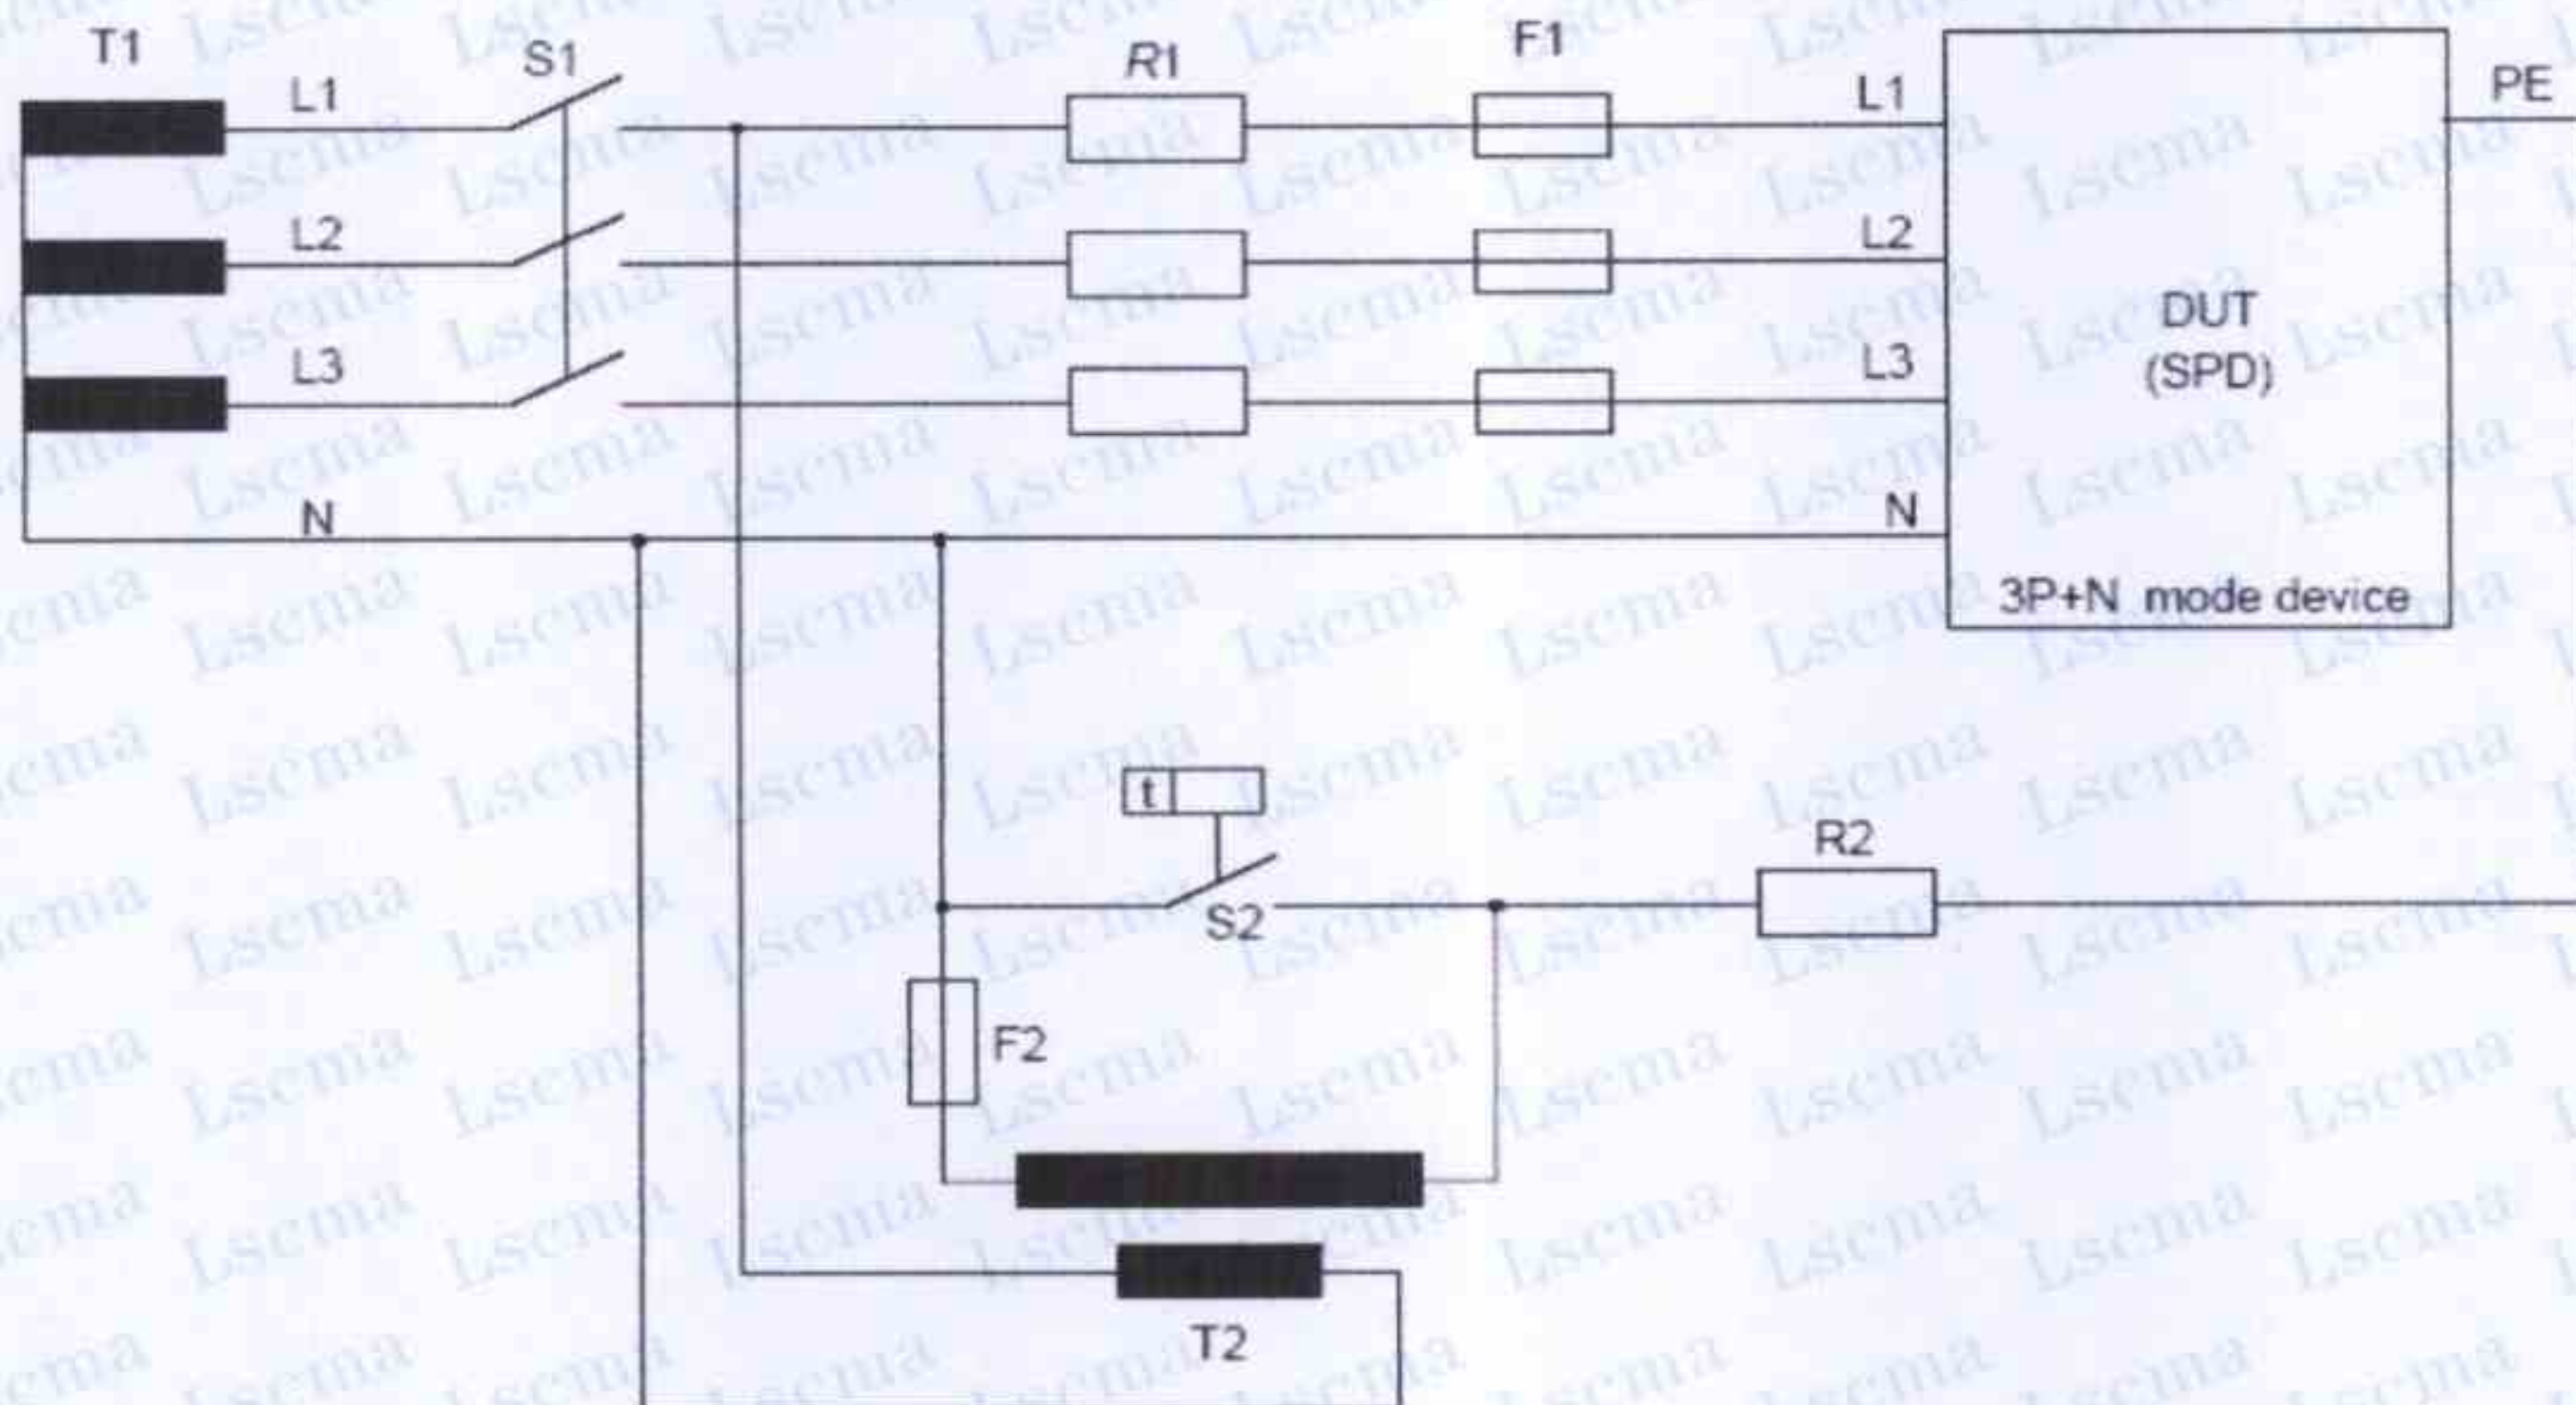 T1
S1
R1
F1
L1
L1
PE
L2
L2
L3
L3
DUT
(SPD)
N
N
3P+N mode device
t
S2
R2
F2
T2
Lscma